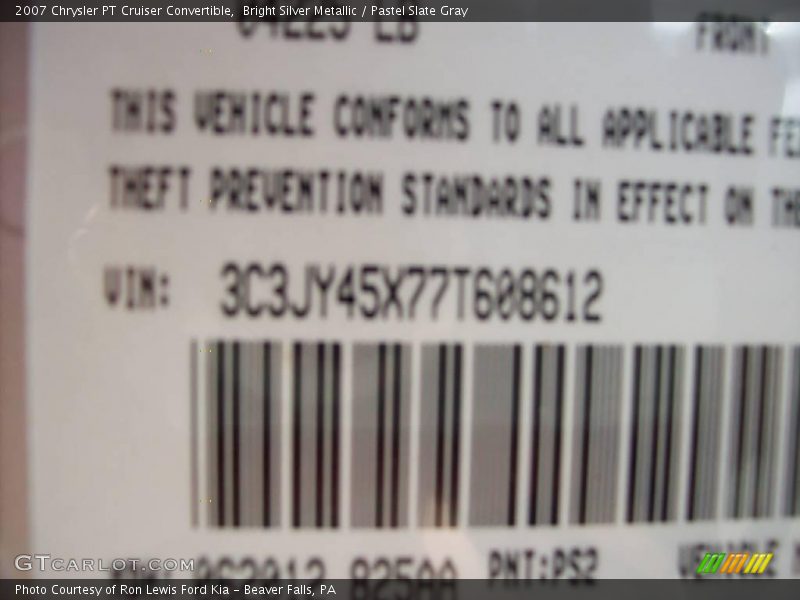 2007 Chrysler PT Cruiser Convertible, Bright Silver Metallic / Pastel Slate Gray
FRONT
THIS VEHICLE CONFORMS TO ALL APPLICABLE
THEFT PREVENTION STANDARDS IN EFFECT ON
VIN: 3C3JY45X77T608612
PNT:PS2 VEHICLE
GTCARLOT.COM
Photo Courtesy of Ron Lewis Ford Kia - Beaver Falls, PA